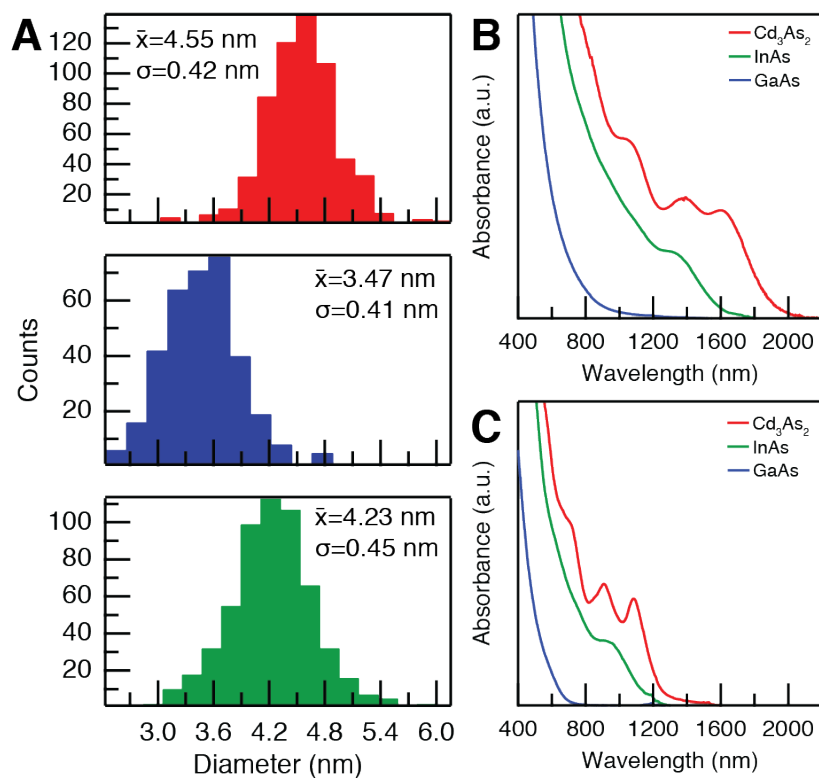 A
x̄=4.55 nm
σ=0.42 nm
120
100
80
60
40
20
x̄=3.47 nm
σ=0.41 nm
60
40
20
x̄=4.23 nm
σ=0.45 nm
100
80
60
40
20
Counts
3.0 3.6 4.2 4.8 5.4 6.0
Diameter (nm)
B
Cd₃As₂
InAs
GaAs
Absorbance (a.u.)
400 800 1200 1600 2000
Wavelength (nm)
C
Cd₃As₂
InAs
GaAs
Absorbance (a.u.)
400 800 1200 1600 2000
Wavelength (nm)